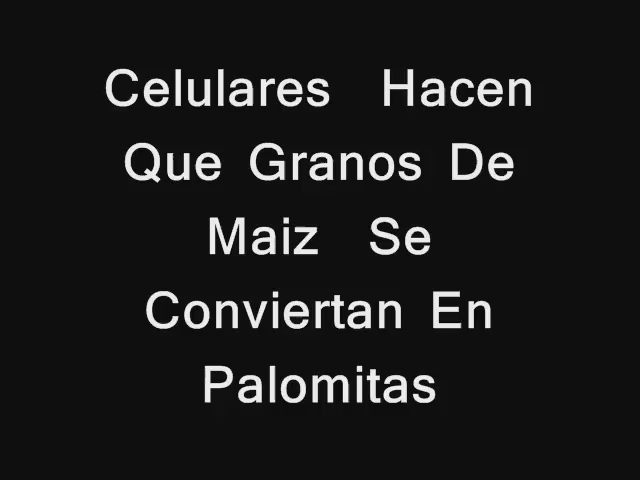 Celulares Hacen
Que Granos De
Maiz Se
Conviertan En
Palomitas